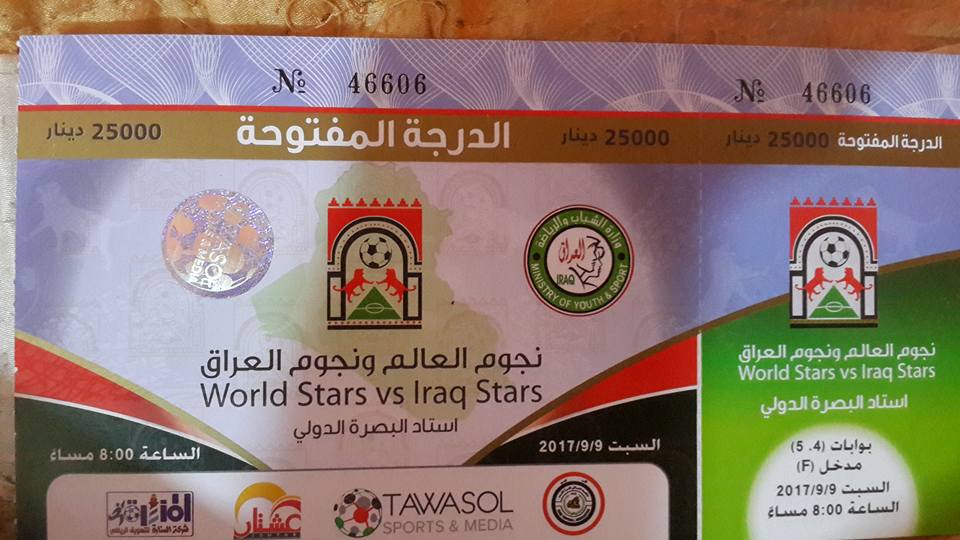 № 46606
№ 46606
25000 دينار
الدرجة المفتوحة
25000 دينار
الدرجة المفتوحة 25000 دينار
وزارة الشباب والرياضة
العراق
IRAQ
MINISTRY OF YOUTH & SPORT
نجوم العالم ونجوم العراق
World Stars vs Iraq Stars
استاد البصرة الدولي
السبت 2017/9/9
الساعة 8:00 مساءً
نجوم العالم ونجوم العراق
World Stars vs Iraq Stars
استاد البصرة الدولي
بوابات (4. 5)
مدخل (F)
السبت 2017/9/9
الساعة 8:00 مساءً
عشتار
TAWASOL
SPORTS & MEDIA